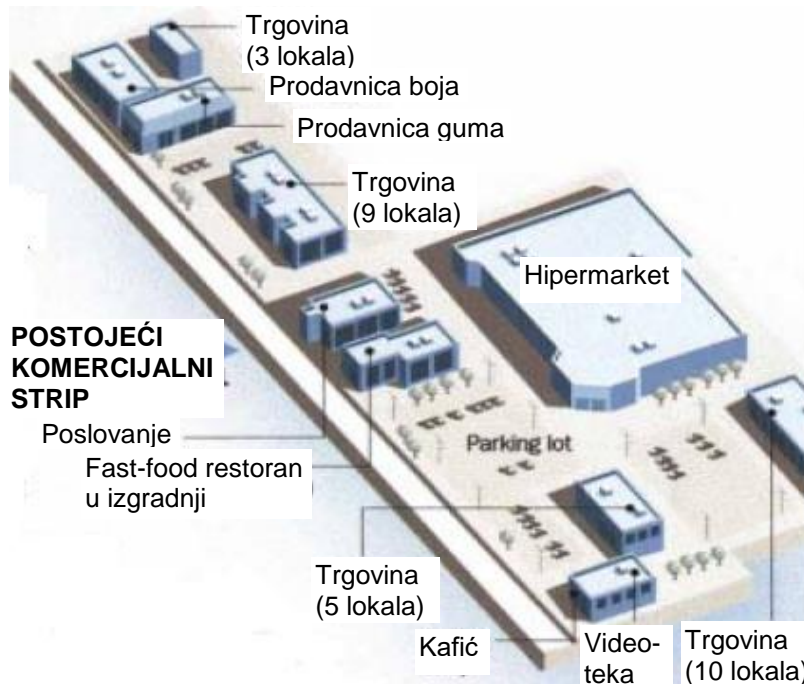 Trgovina
(3 lokala)
Prodavnica boja
Prodavnica guma
Trgovina
(9 lokala)
Hipermarket
POSTOJEĆI
KOMERCIJALNI
STRIP
Poslovanje
Fast-food restoran
u izgradnji
Parking lot
Trgovina
(5 lokala)
Kafić
Video-
teka
Trgovina
(10 lokala)